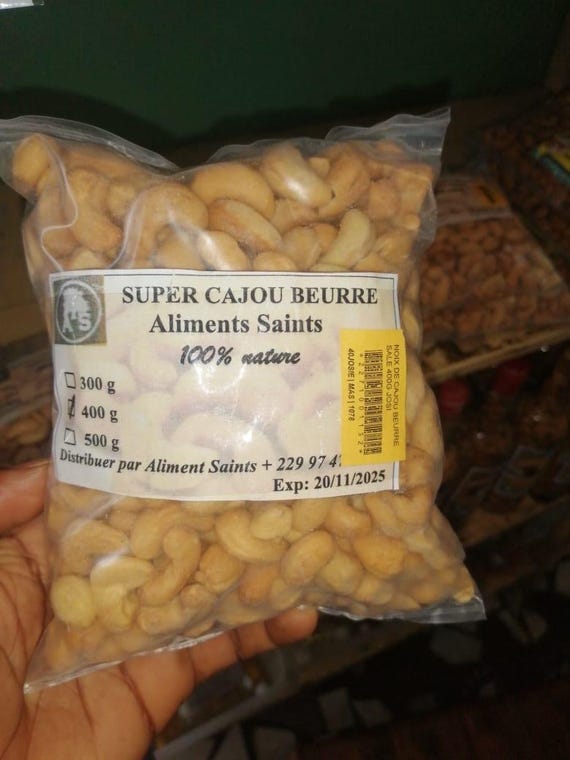 SUPER CAJOU BEURRE
Aliments Saints
100% nature
300 g
400 g
500 g
Distribuer par Aliment Saints + 229 97 4
Exp: 20/11/2025
NOIX DE CAJOU BEURRE
SALE 400G JOSI